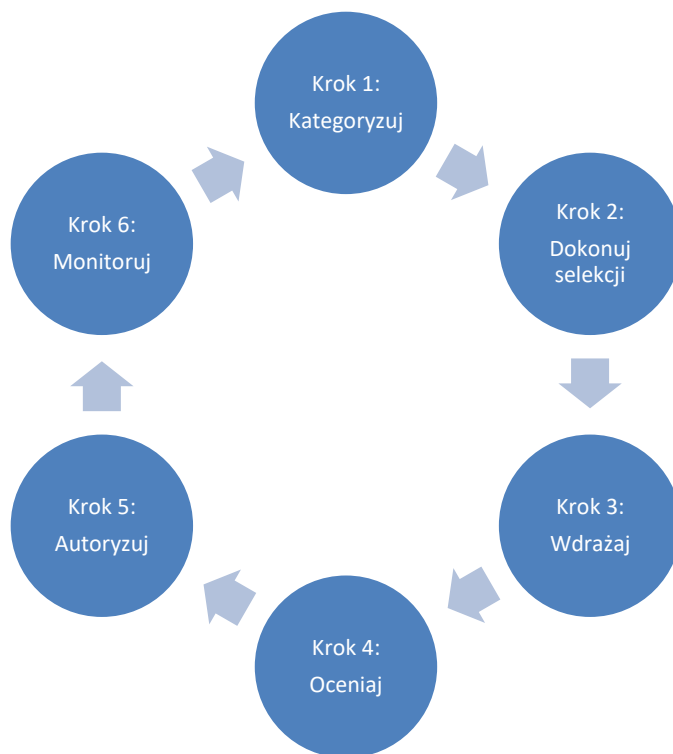 Krok 1:
Kategoryzuj
Krok 2:
Dokonuj
selekcji
Krok 3:
Wdrażaj
Krok 4:
Oceniaj
Krok 5:
Autoryzuj
Krok 6:
Monitoruj